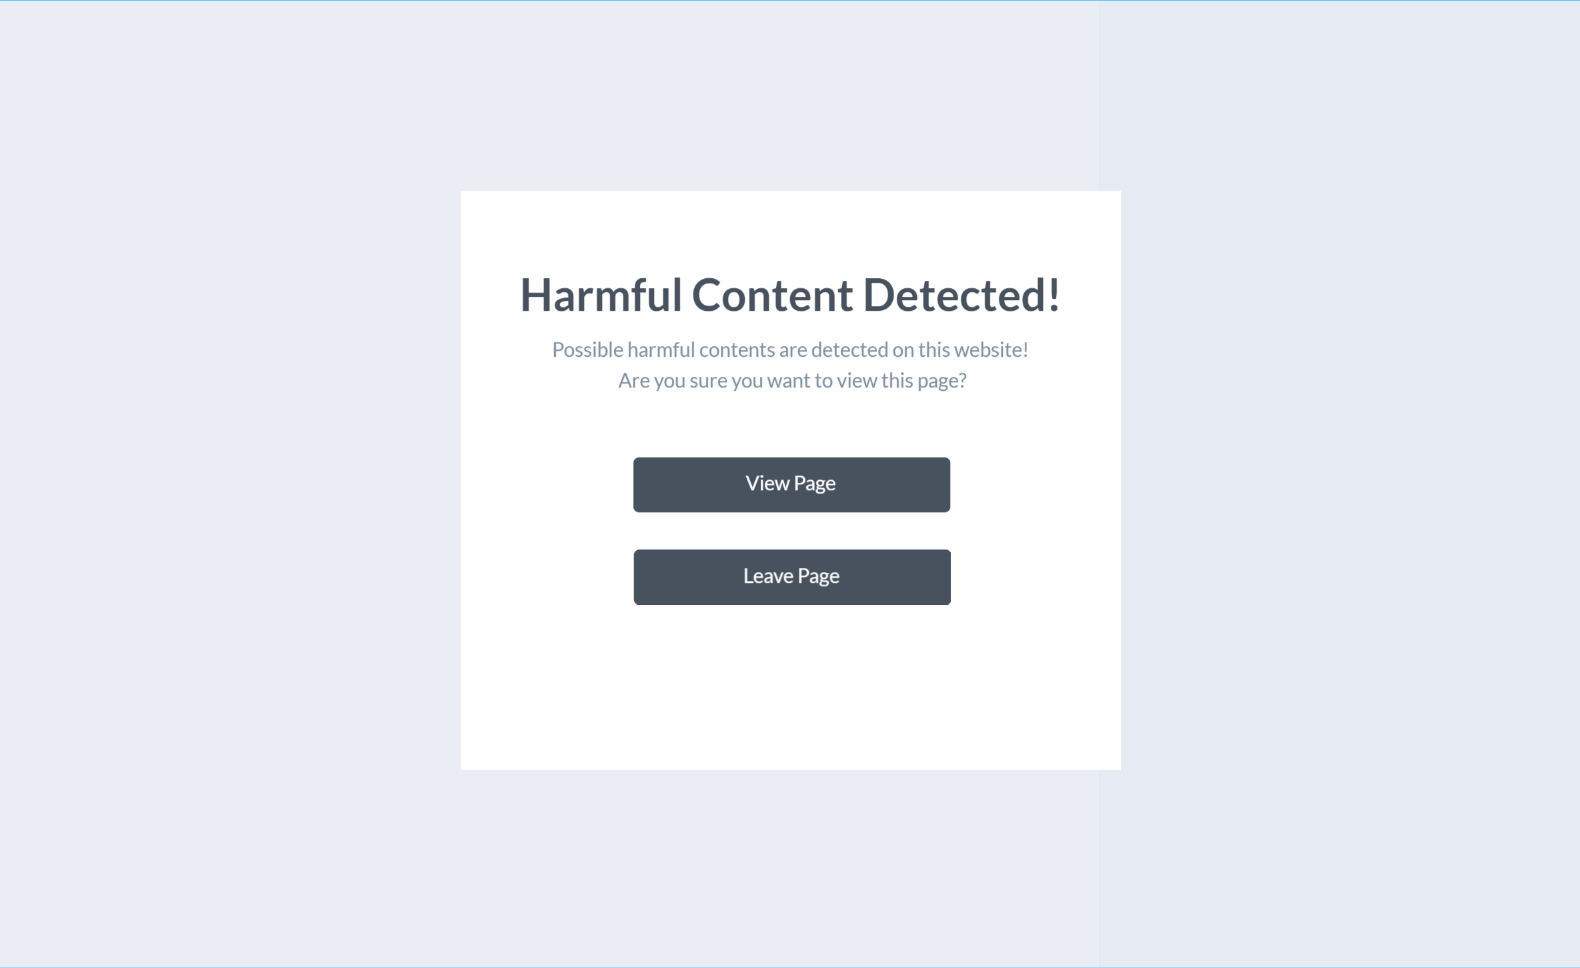 Harmful Content Detected!
Possible harmful contents are detected on this website!
Are you sure you want to view this page?
View Page
Leave Page